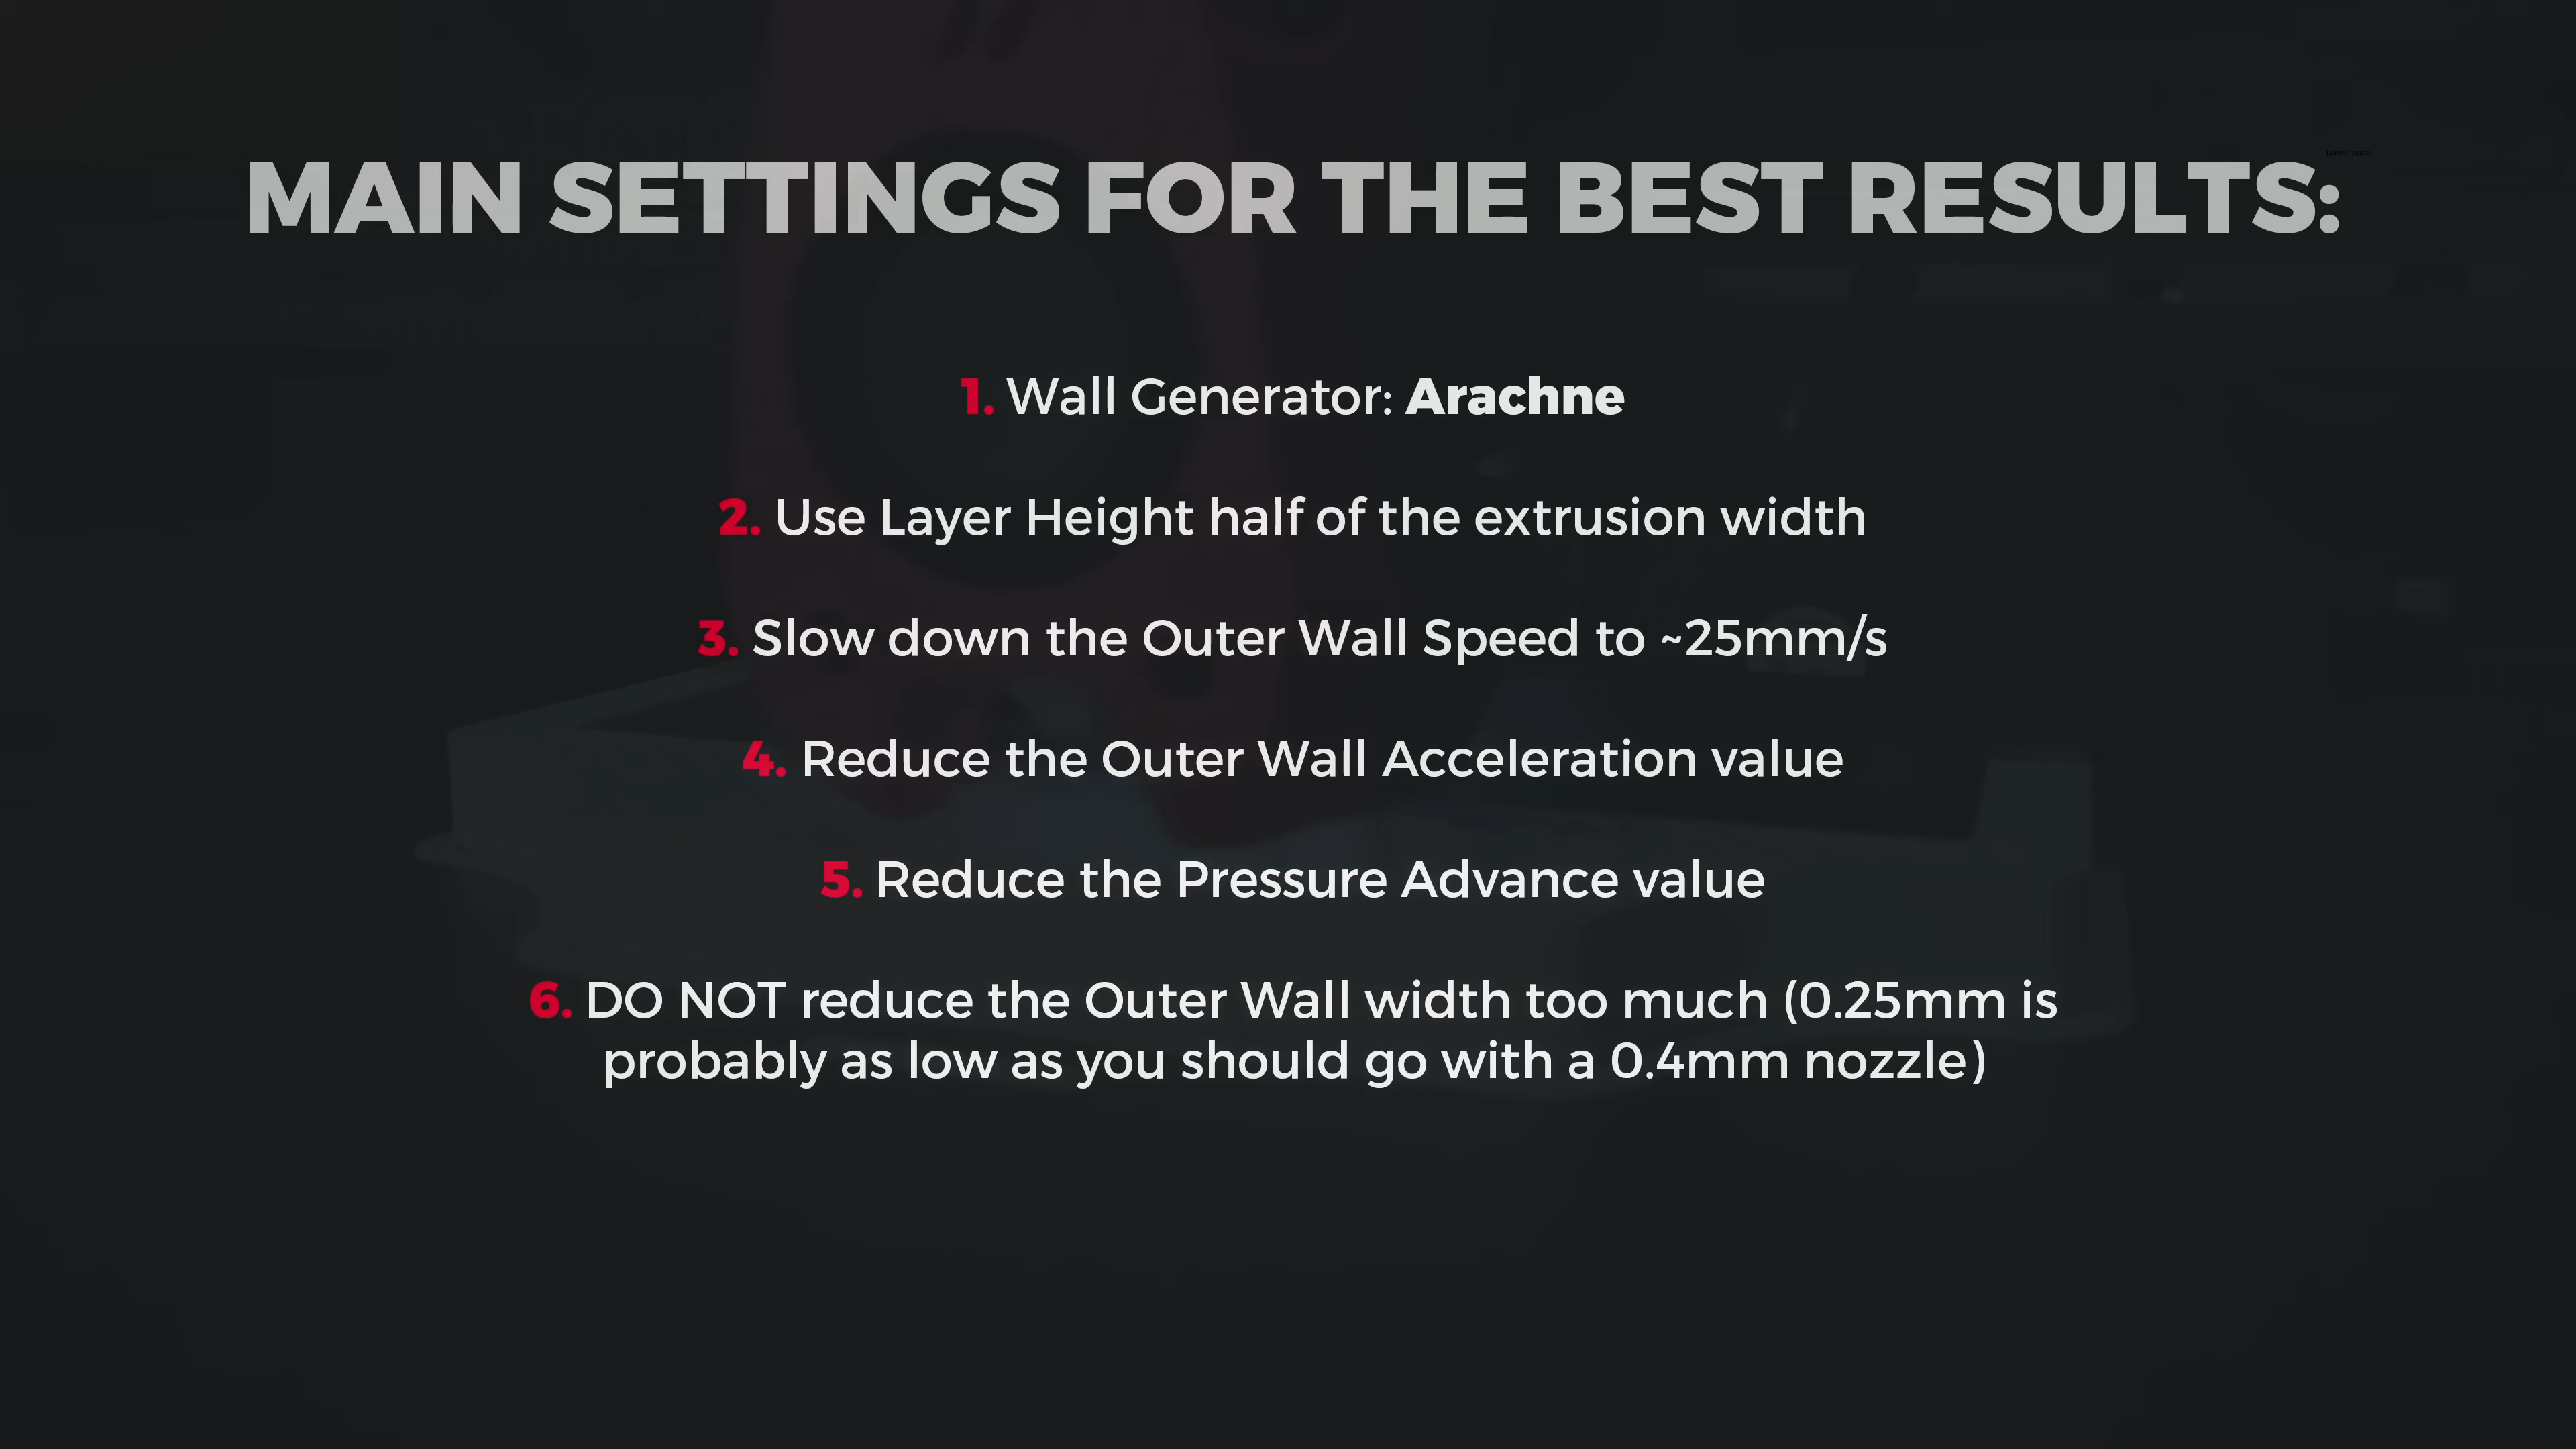 Lorem Ipsum
MAIN SETTINGS FOR THE BEST RESULTS:
1. Wall Generator: Arachne
2. Use Layer Height half of the extrusion width
3. Slow down the Outer Wall Speed to ~25mm/s
4. Reduce the Outer Wall Acceleration value
5. Reduce the Pressure Advance value
6. DO NOT reduce the Outer Wall width too much (0.25mm is
probably as low as you should go with a 0.4mm nozzle)